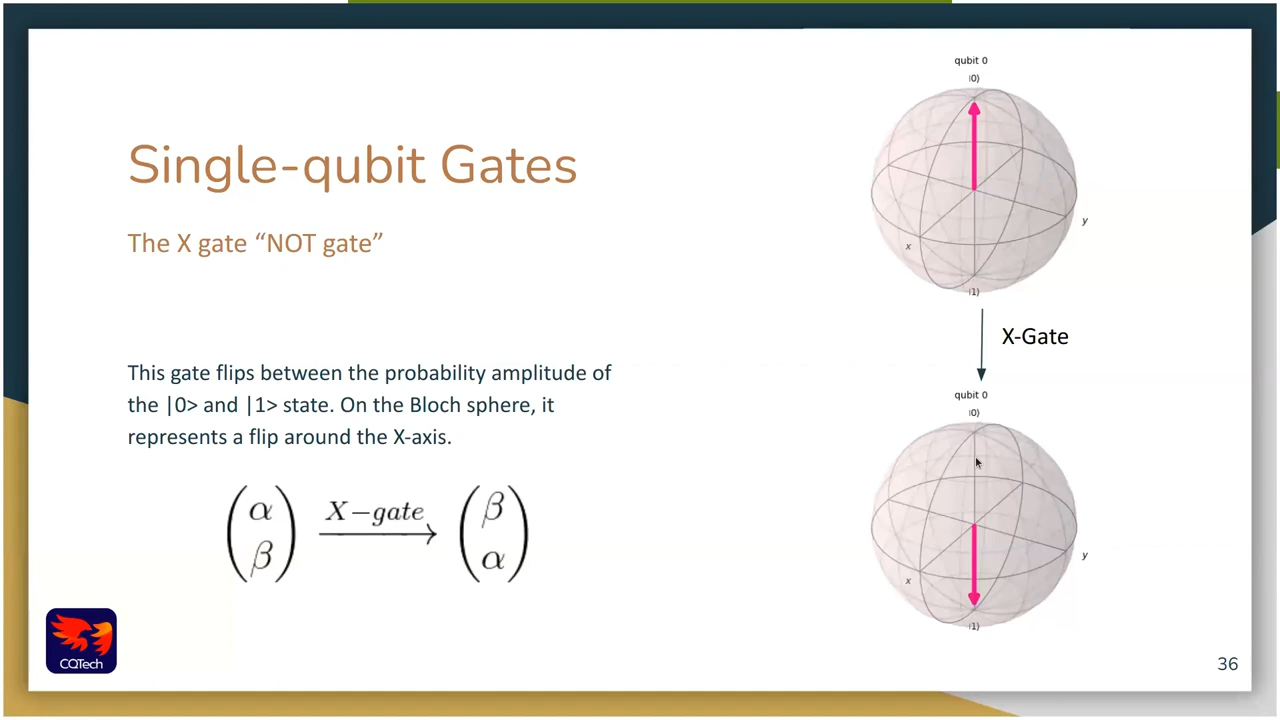 Single-qubit Gates
The X gate “NOT gate”
This gate flips between the probability amplitude of
the |0> and |1> state. On the Bloch sphere, it
represents a flip around the X-axis.
(α β) X−gate→ (β α)
CQTech
qubit 0
|0⟩
x
y
|1⟩
X-Gate
qubit 0
|0⟩
x
y
|1⟩
36